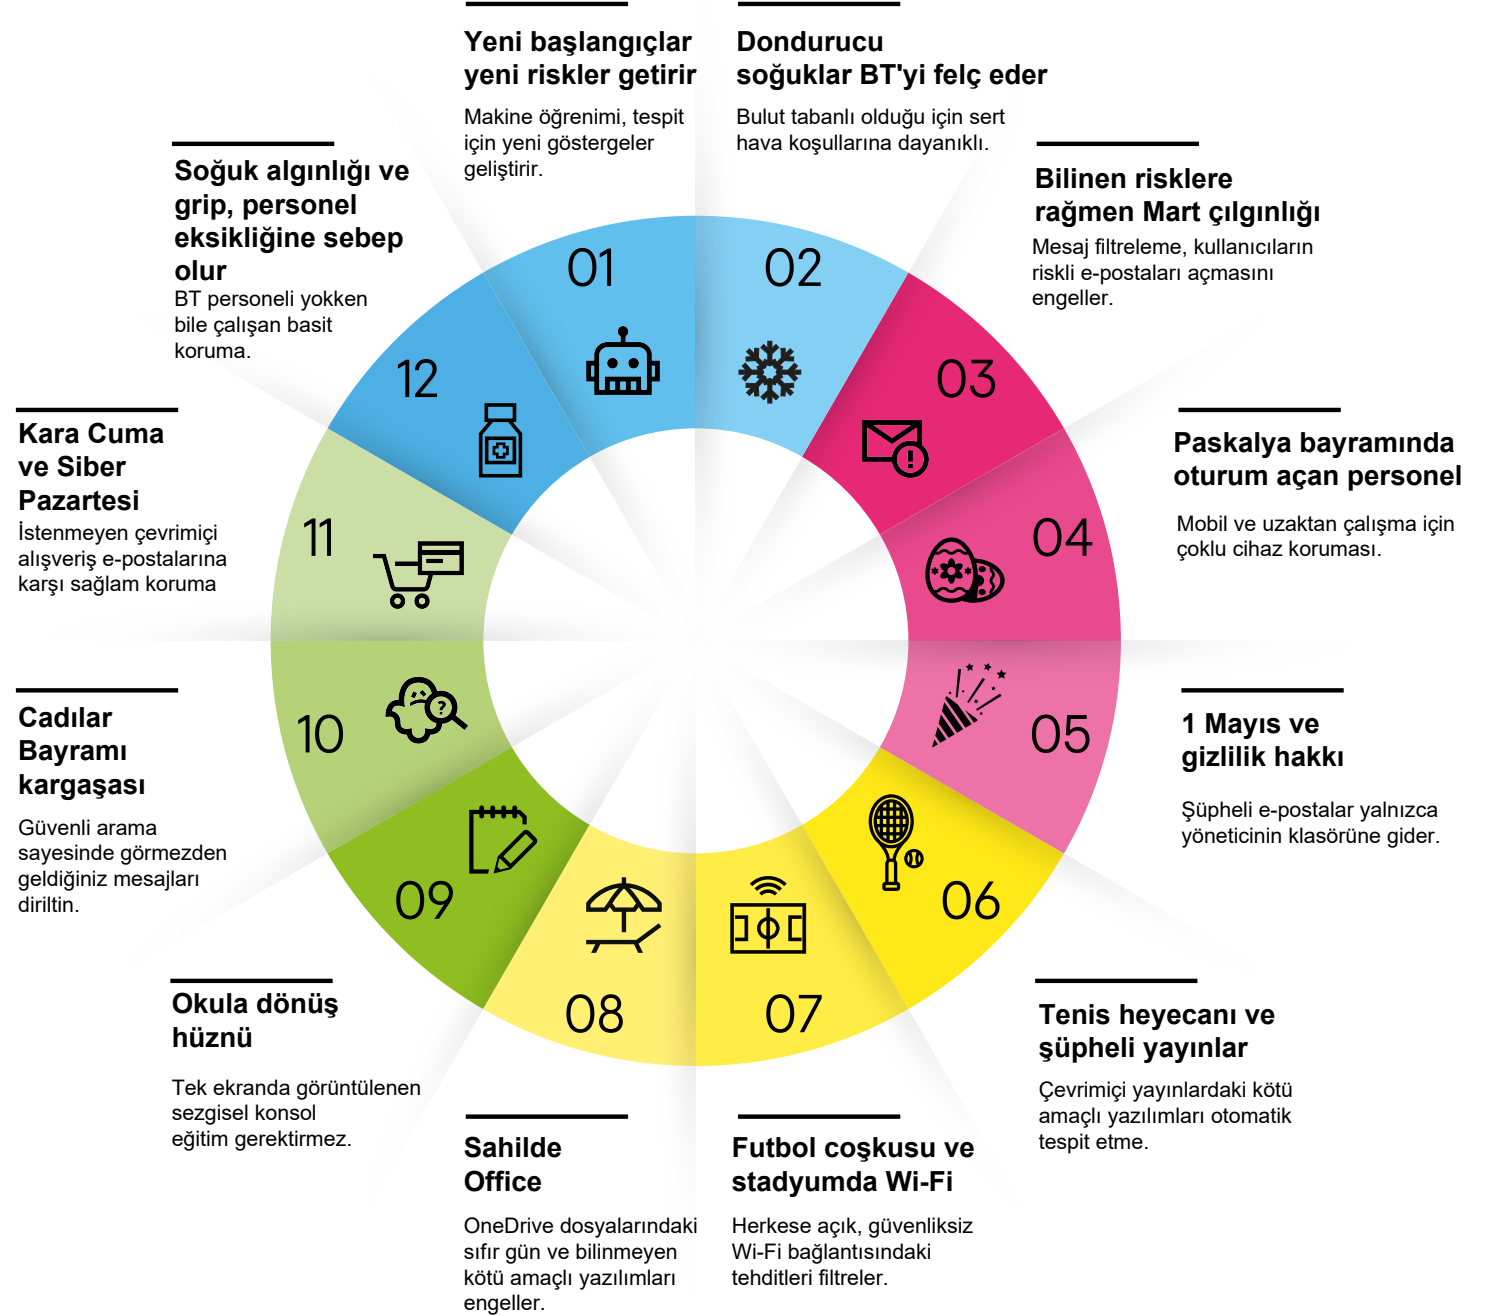 Yeni başlangıçlar
yeni riskler getirir
Makine öğrenimi, tespit
için yeni göstergeler
geliştirir.
Dondurucu
soğuklar BT'yi felç eder
Bulut tabanlı olduğu için sert
hava koşullarına dayanıklı.
Bilinen risklere
rağmen Mart çılgınlığı
Mesaj filtreleme, kullanıcıların
riskli e-postaları açmasını
engeller.
Paskalya bayramında
oturum açan personel
Mobil ve uzaktan çalışma için
çoklu cihaz koruması.
1 Mayıs ve
gizlilik hakkı
Şüpheli e-postalar yalnızca
yöneticinin klasörüne gider.
Tenis heyecanı ve
şüpheli yayınlar
Çevrimiçi yayınlardaki kötü
amaçlı yazılımları otomatik
tespit etme.
Futbol coşkusu ve
stadyumda Wi-Fi
Herkese açık, güvenliksiz
Wi-Fi bağlantısındaki
tehditleri filtreler.
Sahilde
Office
OneDrive dosyalarındaki
sıfır gün ve bilinmeyen
kötü amaçlı yazılımları
engeller.
Okula dönüş
hüznü
Tek ekranda görüntülenen
sezgisel konsol
eğitim gerektirmez.
Cadılar
Bayramı
kargaşası
Güvenli arama
sayesinde görmezden
geldiğiniz mesajları
diriltin.
Kara Cuma
ve Siber
Pazartesi
İstenmeyen çevrimiçi
alışveriş e-postalarına
karşı sağlam koruma
Soğuk algınlığı ve
grip, personel
eksikliğine sebep
olur
BT personeli yokken
bile çalışan basit
koruma.
01
02
03
04
05
06
07
08
09
10
11
12
?